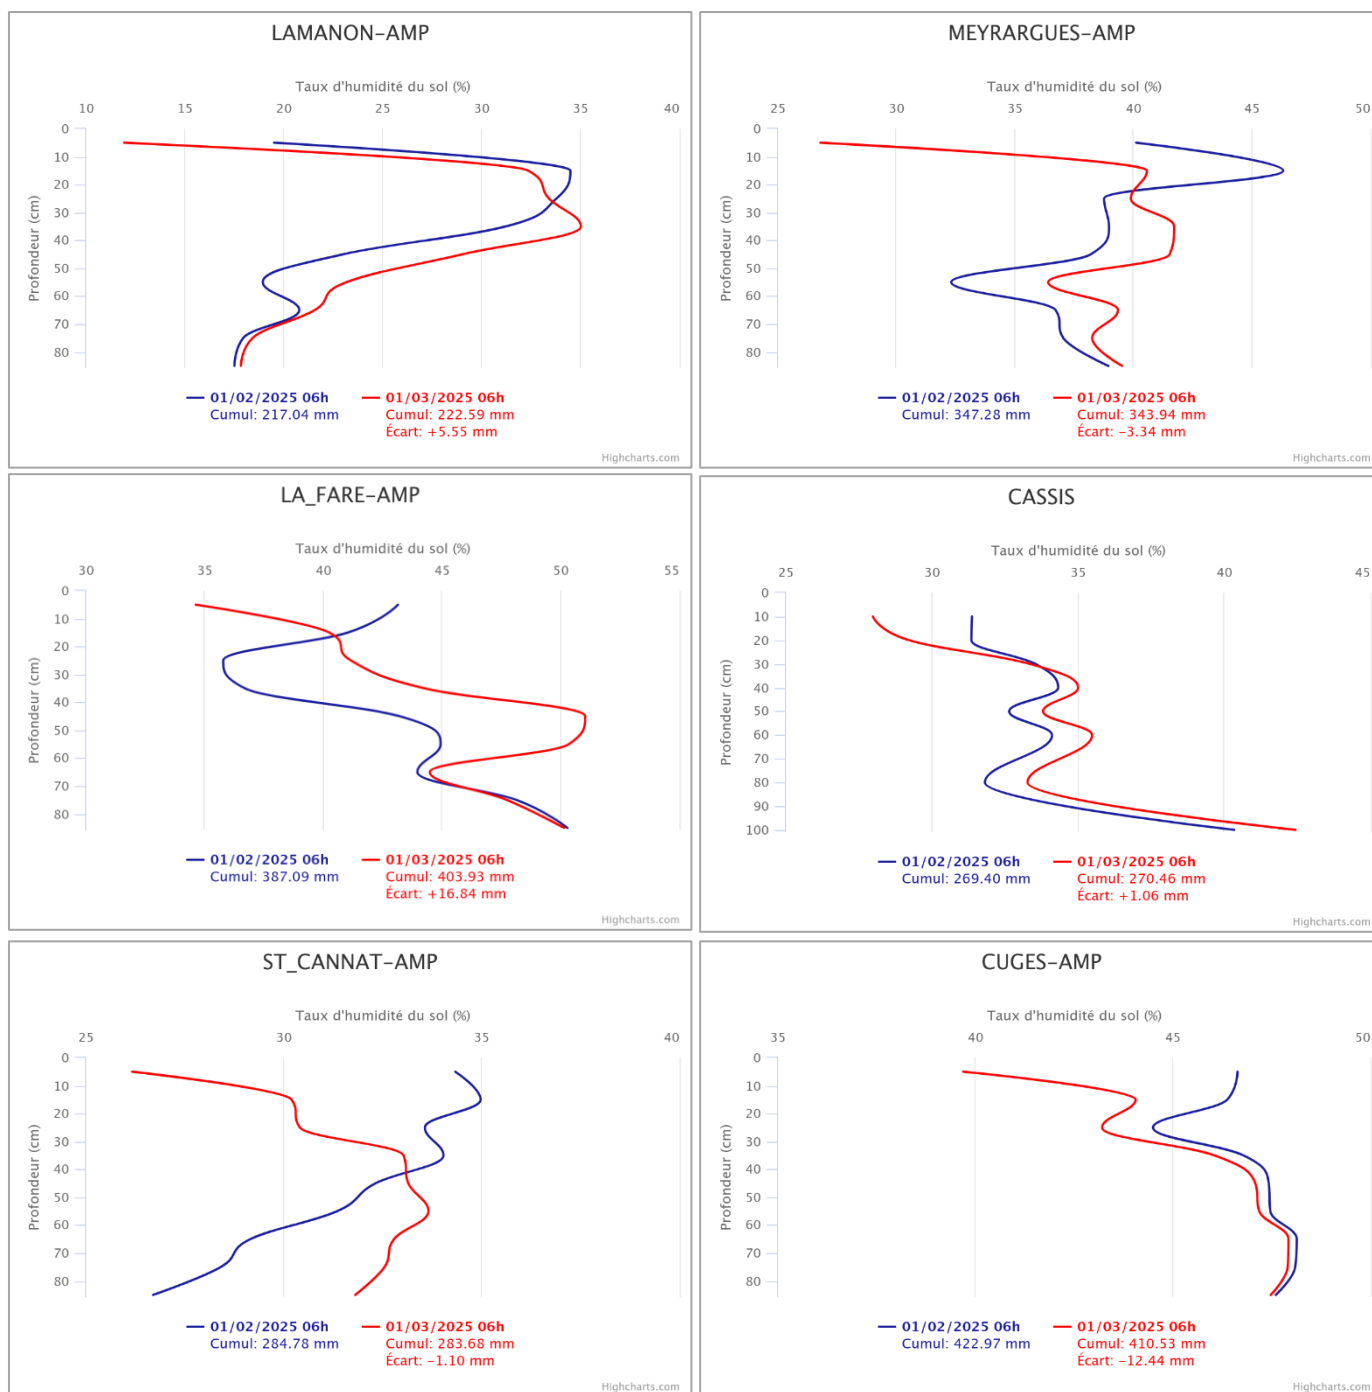 LAMANON-AMP
Taux d'humidité du sol (%)
10 15 20 25 30 35 40
Profondeur (cm)
0
10
20
30
40
50
60
70
80
01/02/2025 06h 01/03/2025 06h
Cumul: 217.04 mm Cumul: 222.59 mm
Écart: +5.55 mm
Highcharts.com
MEYRARGUES-AMP
Taux d'humidité du sol (%)
25 30 35 40 45 50
Profondeur (cm)
0
10
20
30
40
50
60
70
80
01/02/2025 06h 01/03/2025 06h
Cumul: 347.28 mm Cumul: 343.94 mm
Écart: -3.34 mm
Highcharts.com
LA_FARE-AMP
Taux d'humidité du sol (%)
30 35 40 45 50 55
Profondeur (cm)
0
10
20
30
40
50
60
70
80
01/02/2025 06h 01/03/2025 06h
Cumul: 387.09 mm Cumul: 403.93 mm
Écart: +16.84 mm
Highcharts.com
CASSIS
Taux d'humidité du sol (%)
25 30 35 40 45
Profondeur (cm)
0
10
20
30
40
50
60
70
80
90
100
01/02/2025 06h 01/03/2025 06h
Cumul: 269.40 mm Cumul: 270.46 mm
Écart: +1.06 mm
Highcharts.com
ST_CANNAT-AMP
Taux d'humidité du sol (%)
25 30 35 40
Profondeur (cm)
0
10
20
30
40
50
60
70
80
01/02/2025 06h 01/03/2025 06h
Cumul: 284.78 mm Cumul: 283.68 mm
Écart: -1.10 mm
Highcharts.com
CUGES-AMP
Taux d'humidité du sol (%)
35 40 45 50
Profondeur (cm)
0
10
20
30
40
50
60
70
80
01/02/2025 06h 01/03/2025 06h
Cumul: 422.97 mm Cumul: 410.53 mm
Écart: -12.44 mm
Highcharts.com